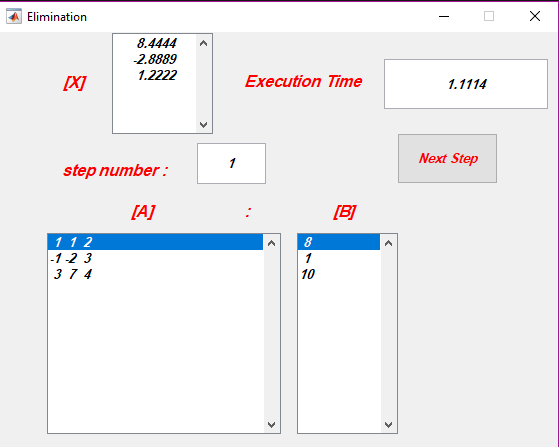 Elimination
8.4444
-2.8889
1.2222
[X]
Execution Time
1.1114
step number :
1
Next Step
[A] : [B]
1 1 2
-1 -2 3
3 7 4
8
1
10